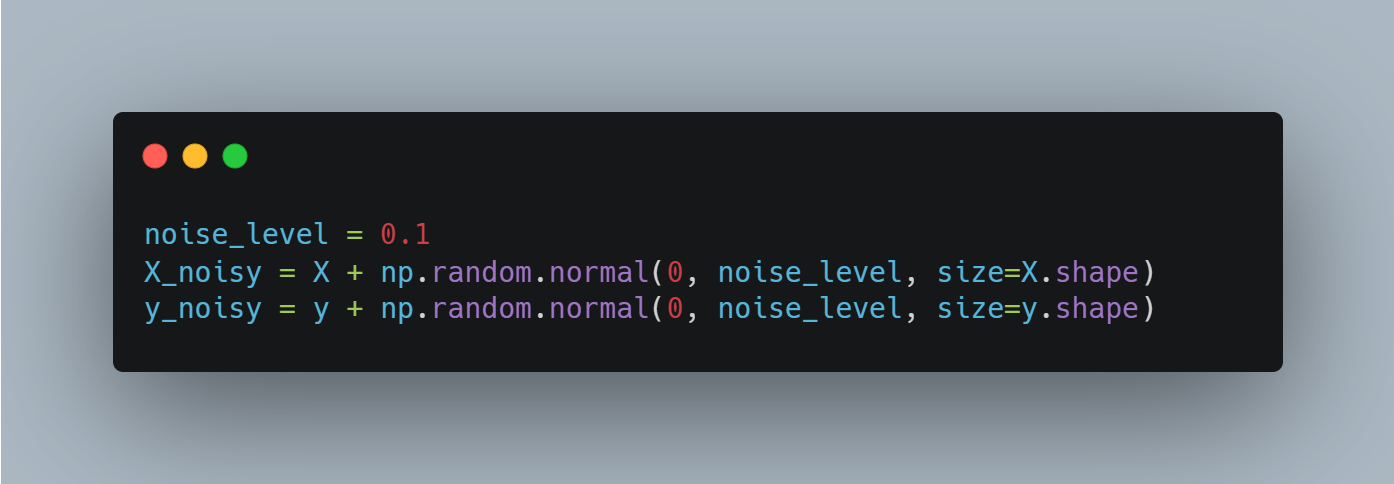 noise_level = 0.1
X_noisy = X + np.random.normal(0, noise_level, size=X.shape)
y_noisy = y + np.random.normal(0, noise_level, size=y.shape)